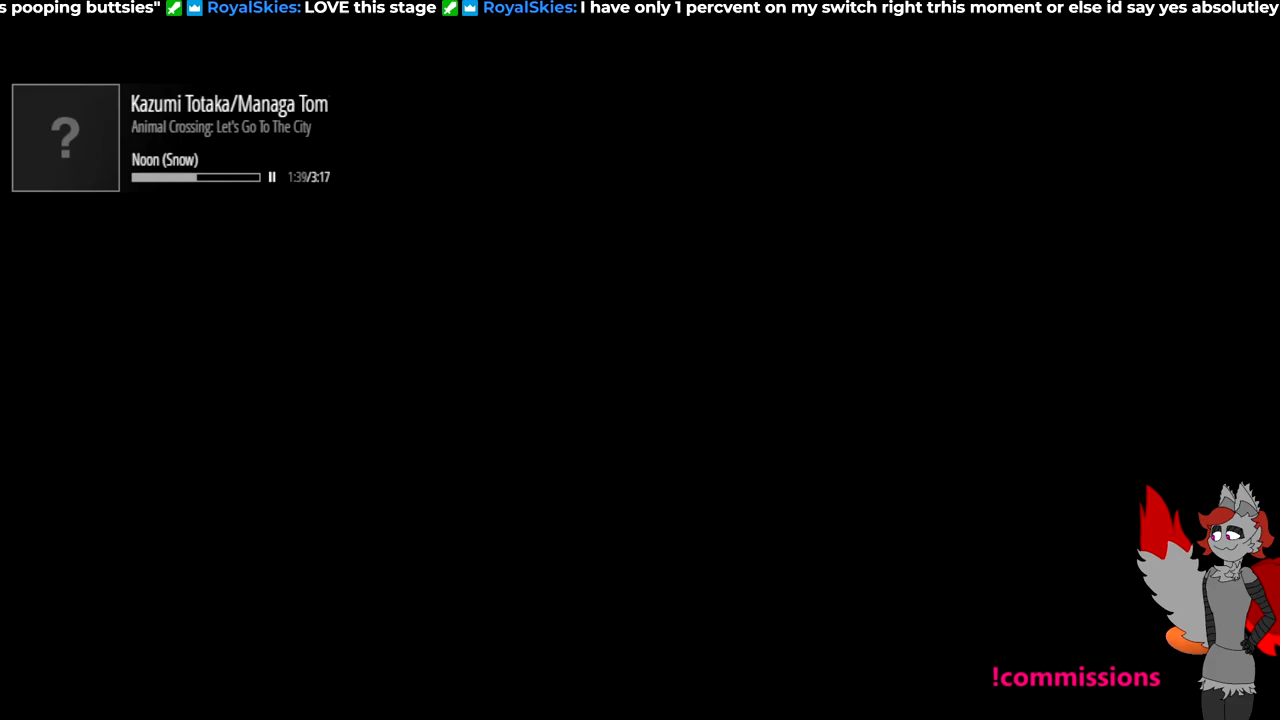 s pooping buttsies" RoyalSkies: LOVE this stage RoyalSkies: I have only 1 percvent on my switch right trhis moment or else id say yes absolutley
?
Kazumi Totaka/Managa Tom
Animal Crossing: Let's Go To The City
Noon (Snow)
1:39/3:17
!commissions